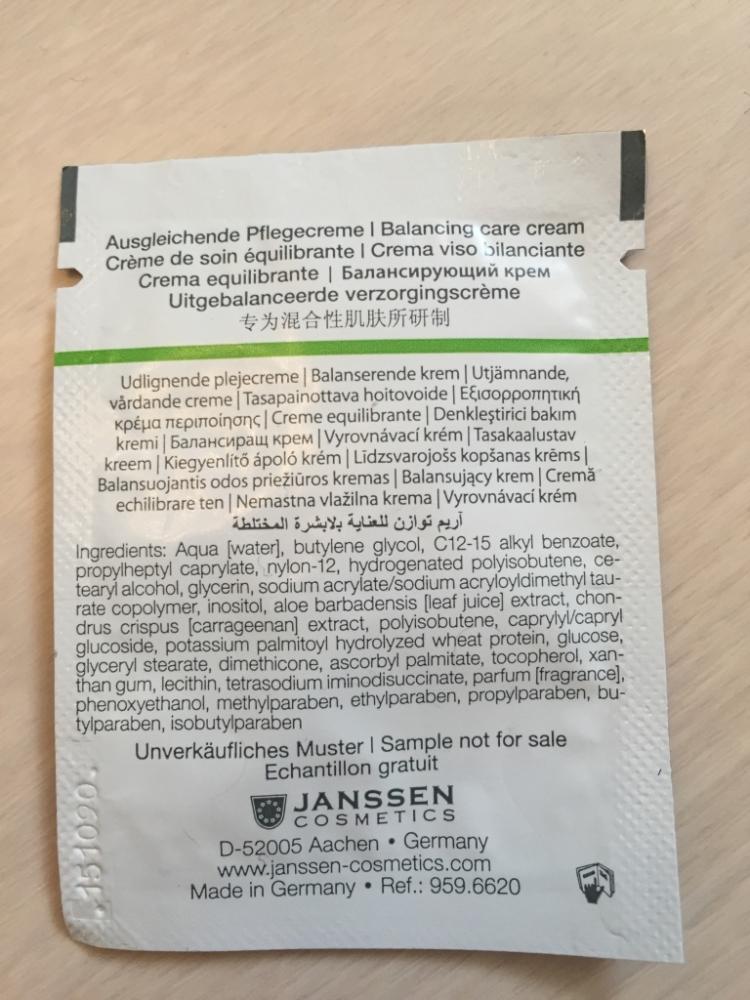 Ausgleichende Pflegecreme | Balancing care cream
Crème de soin équilibrante | Crema viso bilanciante
Crema equilibrante | Балансирующий крем
Uitgebalanceerde verzorgingscrème
专为混合性肌肤所研制
Udlignende plejecreme | Balanserende krem | Utjämnande,
vårdande creme | Tasapainottava hoitovoide | Εξισορροπητική
κρέμα περιποίησης | Creme equilibrante | Denkleştirici bakım
kremi | Балансиращ крем | Vyrovnávací krém | Tasakaalustav
kreem | Kiegyenlítő ápoló krém | Līdzsvarojošs kopšanas krēms |
Balansuojantis odos priežiūros kremas | Balansujący krem | Cremă
echilibrare ten | Nemastna vlažilna krema | Vyrovnávací krém
آريم توازن للعناية بلابشرة المختلطة
Ingredients: Aqua [water], butylene glycol, C12-15 alkyl benzoate,
propylheptyl caprylate, nylon-12, hydrogenated polyisobutene, ce-
tearyl alcohol, glycerin, sodium acrylate/sodium acryloyldimethyl tau-
rate copolymer, inositol, aloe barbadensis [leaf juice] extract, chon-
drus crispus [carrageenan] extract, polyisobutene, caprylyl/capryl
glucoside, potassium palmitoyl hydrolyzed wheat protein, glucose,
glyceryl stearate, dimethicone, ascorbyl palmitate, tocopherol, xan-
than gum, lecithin, tetrasodium iminodisuccinate, parfum [fragrance],
phenoxyethanol, methylparaben, ethylparaben, propylparaben, bu-
tylparaben, isobutylparaben
Unverkäufliches Muster | Sample not for sale
Echantillon gratuit
JANSSEN
COSMETICS
D-52005 Aachen • Germany
www.janssen-cosmetics.com
Made in Germany • Ref.: 959.6620
151090